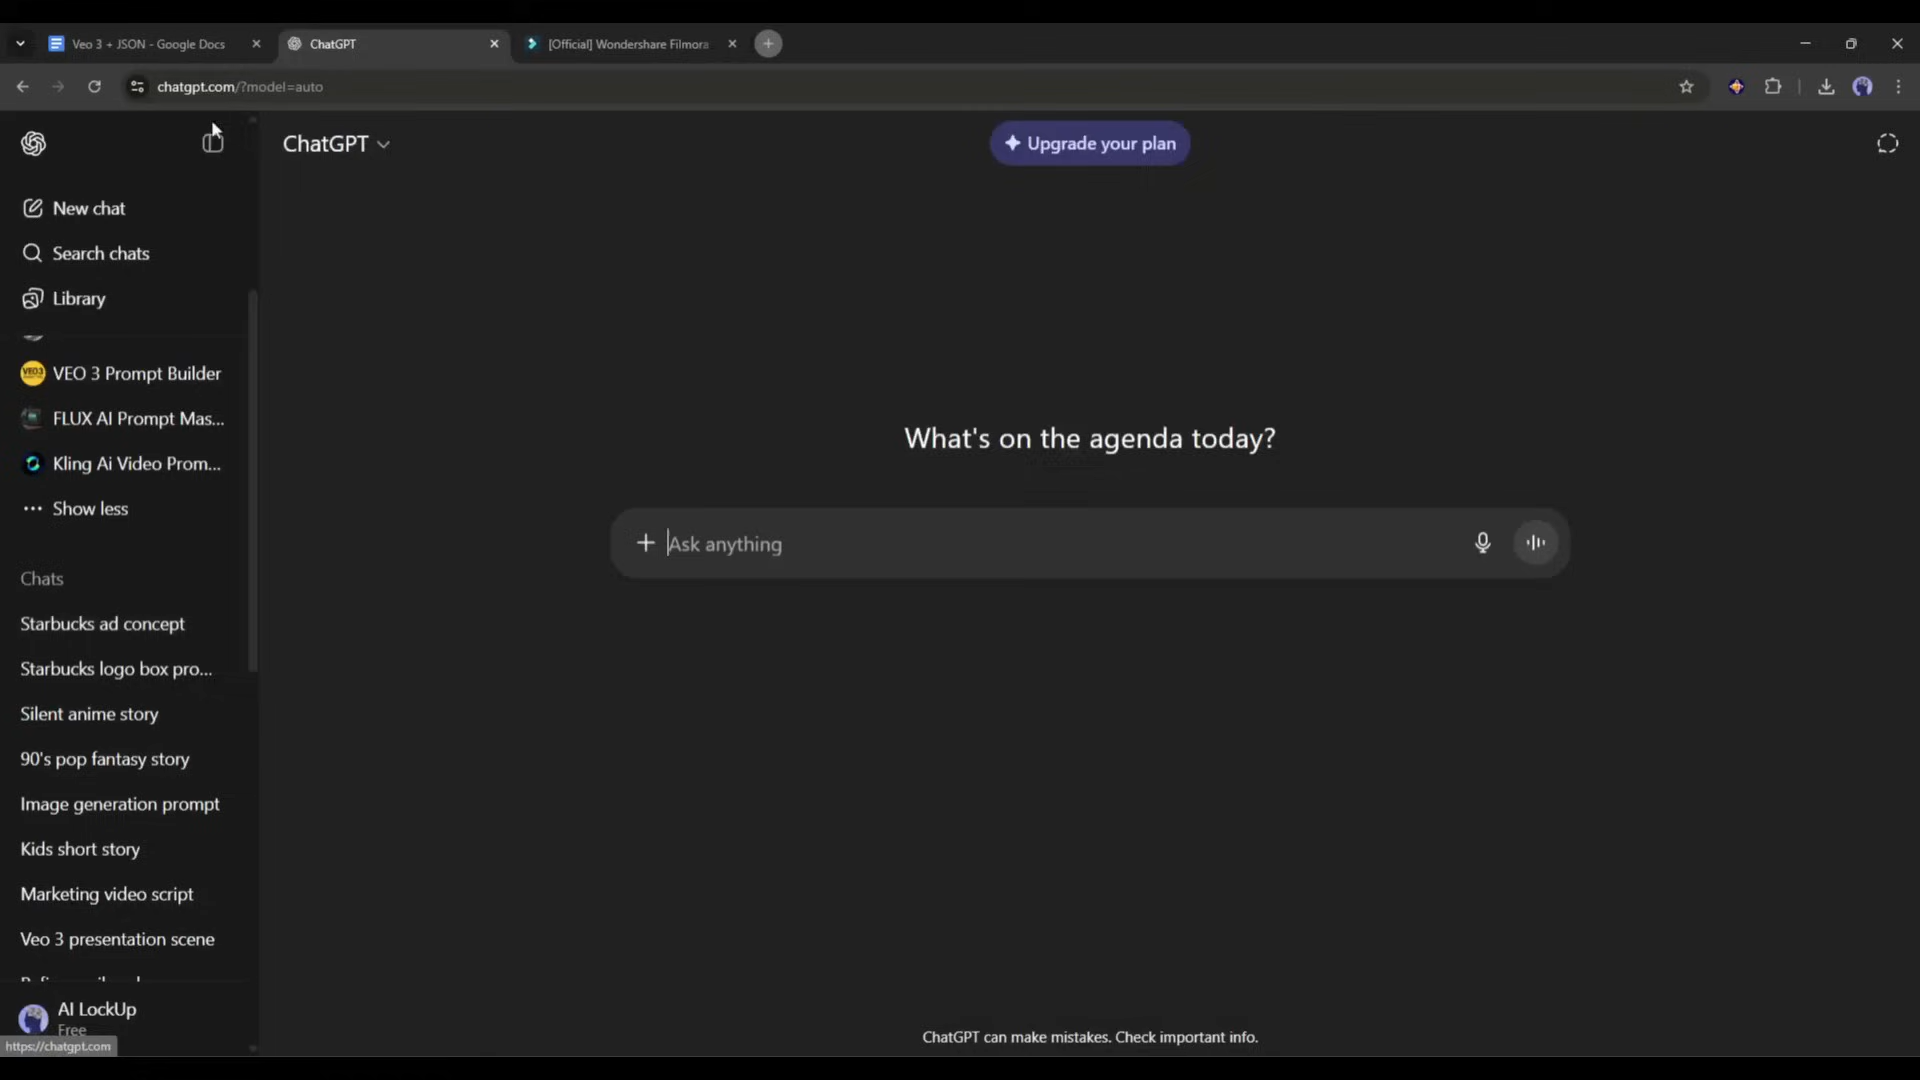 Veo 3 + JSON - Google Docs
ChatGPT
[Official] Wondershare Filmora
chatgpt.com/?model=auto
ChatGPT
Upgrade your plan
New chat
Search chats
Library
VEO3
VEO 3 Prompt Builder
FLUX AI Prompt Mas...
Kling Ai Video Prom...
Show less
Chats
Starbucks ad concept
Starbucks logo box pro...
Silent anime story
90's pop fantasy story
Image generation prompt
Kids short story
Marketing video script
Veo 3 presentation scene
AI LockUp
Free
https://chatgpt.com
What's on the agenda today?
Ask anything
ChatGPT can make mistakes. Check important info.